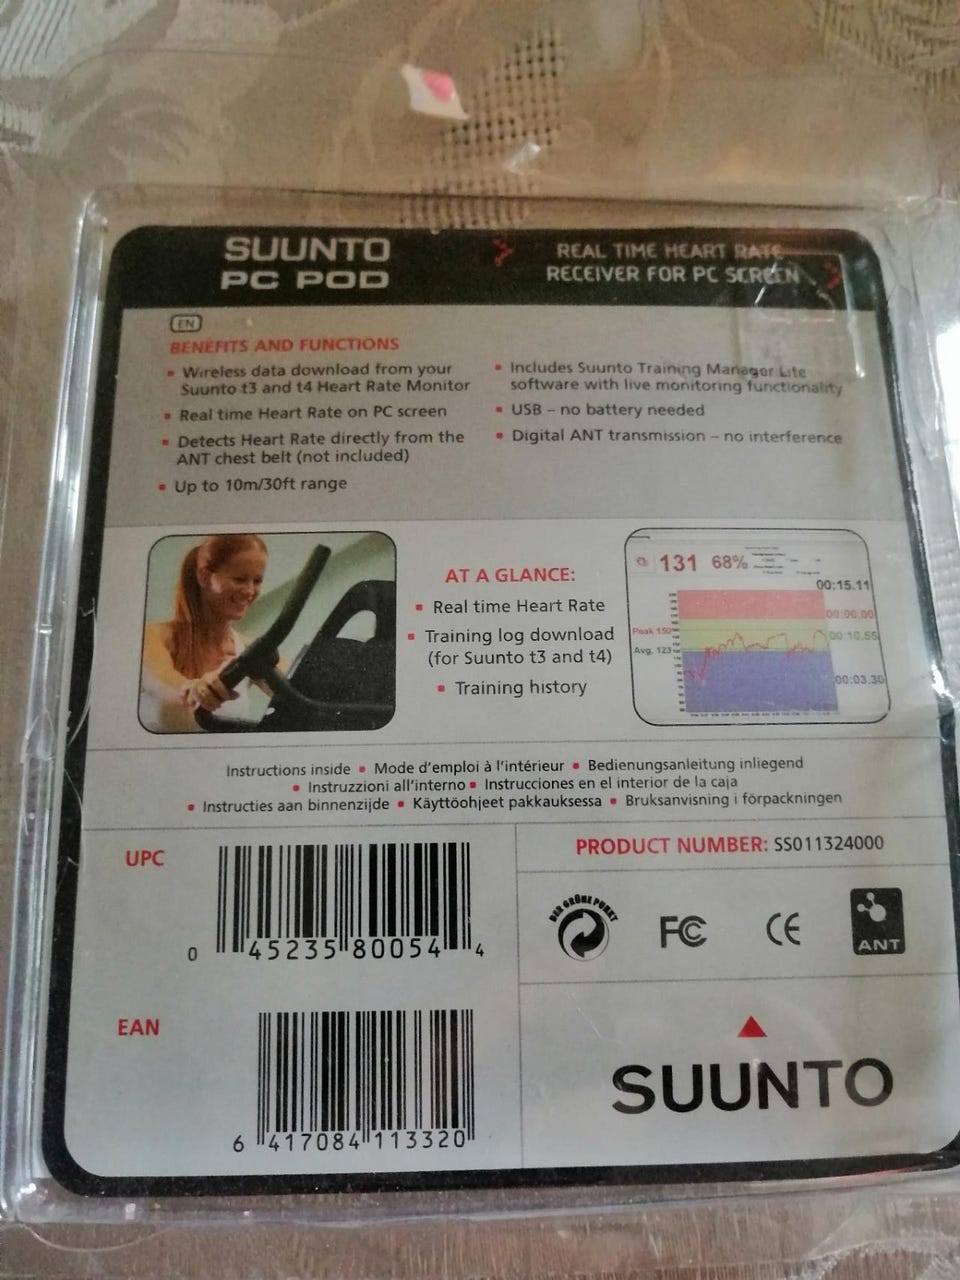 SUUNTO
PC POD
REAL TIME HEART RATE
RECEIVER FOR PC SCREEN
EN
BENEFITS AND FUNCTIONS
▪ Wireless data download from your
Suunto t3 and t4 Heart Rate Monitor
▪ Real time Heart Rate on PC screen
▪ Detects Heart Rate directly from the
ANT chest belt (not included)
▪ Up to 10m/30ft range
▪ Includes Suunto Training Manager Lite
software with live monitoring functionality
▪ USB – no battery needed
▪ Digital ANT transmission – no interference
AT A GLANCE:
▪ Real time Heart Rate
▪ Training log download
(for Suunto t3 and t4)
▪ Training history
131 68%
00:15.11
00:00.00
Peak 150
00:10.55
Avg. 123
00:03.30
Instructions inside ▪ Mode d'emploi à l'intérieur ▪ Bedienungsanleitung inliegend
▪ Instruzzioni all'interno ▪ Instrucciones en el interior de la caja
▪ Instructies aan binnenzijde ▪ Käyttöohjeet pakkauksessa ▪ Bruksanvisning i förpackningen
UPC
0 45235 80054 4
PRODUCT NUMBER: SS011324000
DER GRÜNE PUNKT
FC
CE
ANT
EAN
6 417084 113320
SUUNTO